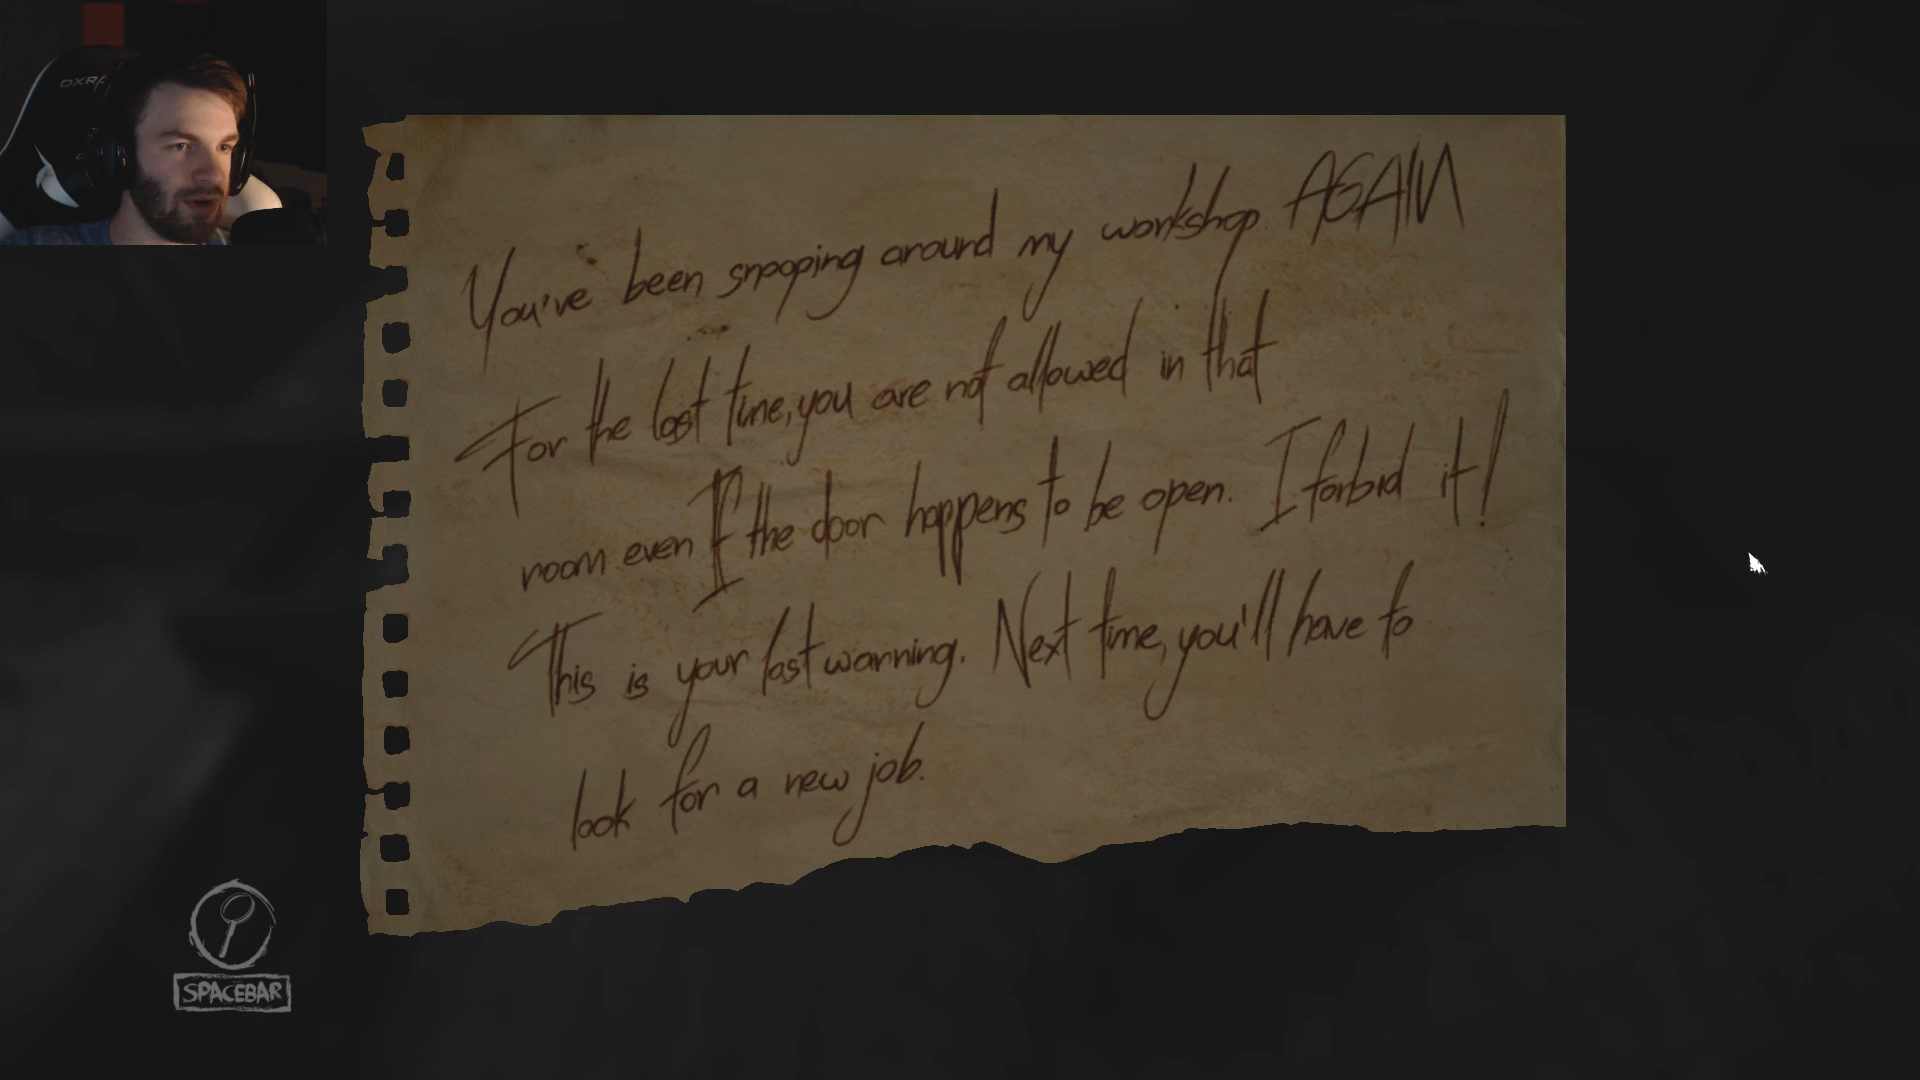 DXRA
You've been snooping around my workshop AGAIN
For the last time, you are not allowed in that
room even If the door happens to be open. I forbid it!
This is your last warning. Next time, you'll have to
look for a new job.
SPACEBAR